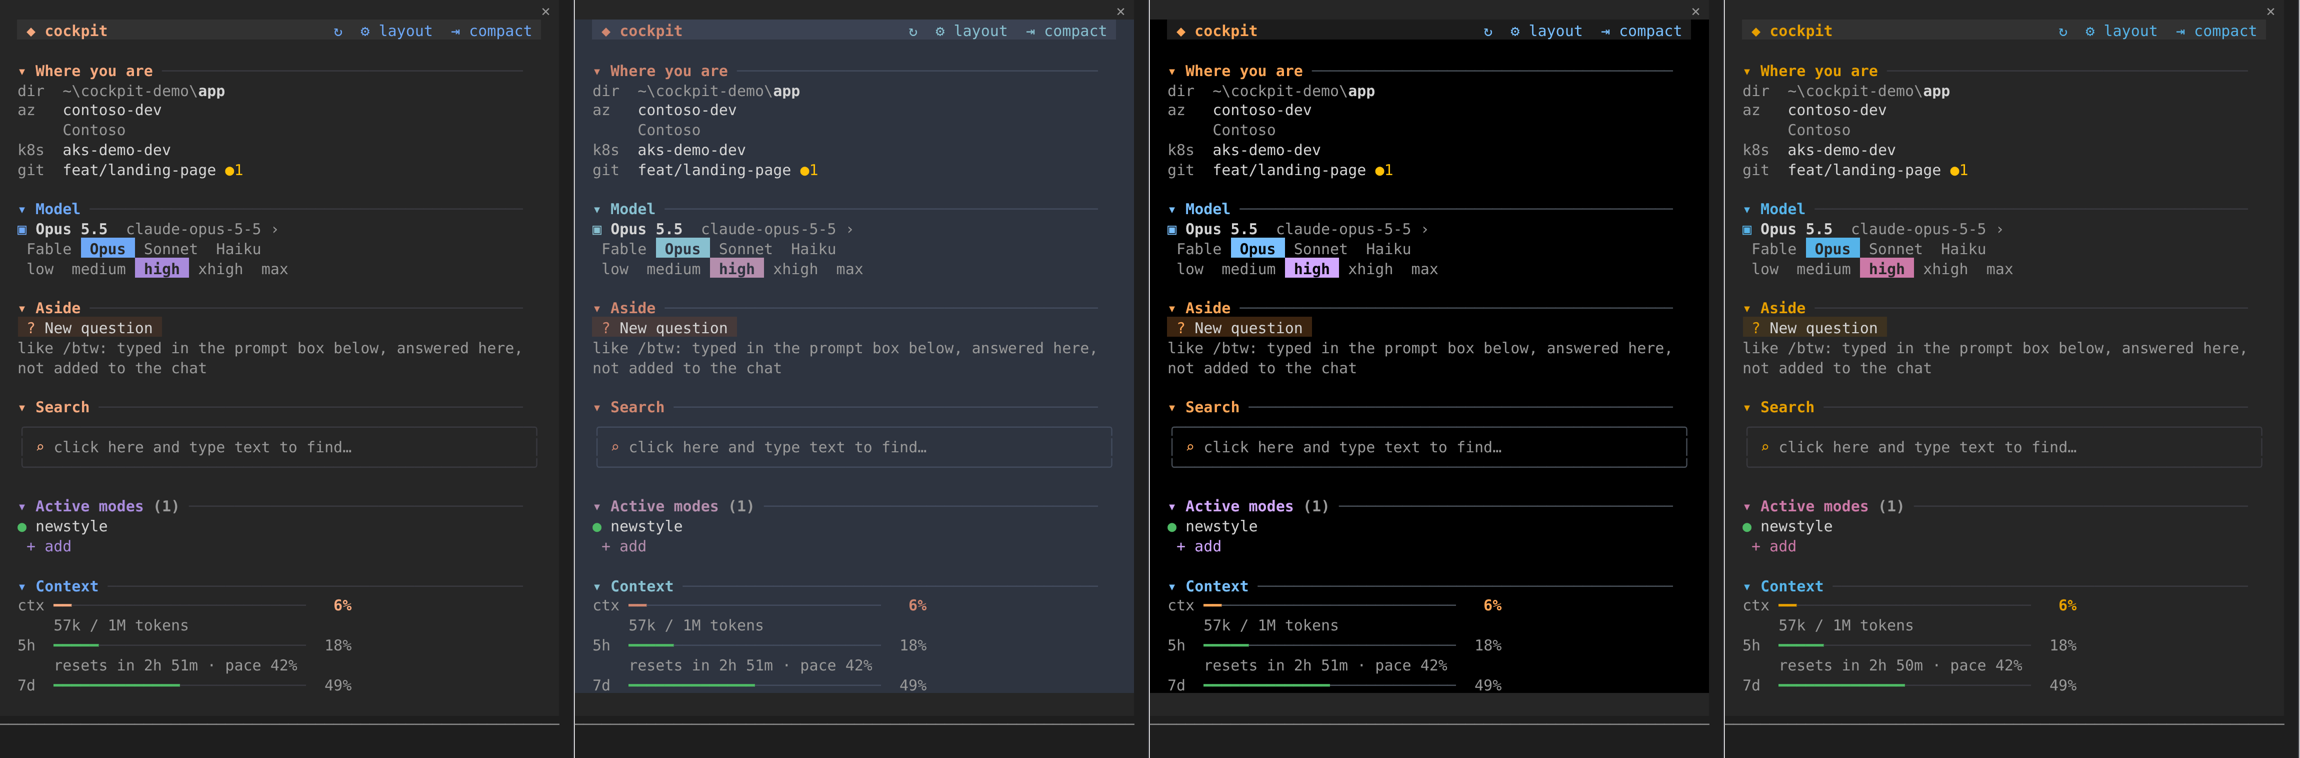 ×
◆ cockpit ↻ ⚙ layout ⇥ compact
▾ Where you are
dir ~\cockpit-demo\app
az contoso-dev
Contoso
k8s aks-demo-dev
git feat/landing-page ●1
▾ Model
▣ Opus 5.5 claude-opus-5-5 ›
Fable Opus Sonnet Haiku
low medium high xhigh max
▾ Aside
? New question
like /btw: typed in the prompt box below, answered here,
not added to the chat
▾ Search
⌕ click here and type text to find…
▾ Active modes (1)
● newstyle
+ add
▾ Context
ctx 6%
57k / 1M tokens
5h 18%
resets in 2h 51m · pace 42%
7d 49%
×
◆ cockpit ↻ ⚙ layout ⇥ compact
▾ Where you are
dir ~\cockpit-demo\app
az contoso-dev
Contoso
k8s aks-demo-dev
git feat/landing-page ●1
▾ Model
▣ Opus 5.5 claude-opus-5-5 ›
Fable Opus Sonnet Haiku
low medium high xhigh max
▾ Aside
? New question
like /btw: typed in the prompt box below, answered here,
not added to the chat
▾ Search
⌕ click here and type text to find…
▾ Active modes (1)
● newstyle
+ add
▾ Context
ctx 6%
57k / 1M tokens
5h 18%
resets in 2h 51m · pace 42%
7d 49%
×
◆ cockpit ↻ ⚙ layout ⇥ compact
▾ Where you are
dir ~\cockpit-demo\app
az contoso-dev
Contoso
k8s aks-demo-dev
git feat/landing-page ●1
▾ Model
▣ Opus 5.5 claude-opus-5-5 ›
Fable Opus Sonnet Haiku
low medium high xhigh max
▾ Aside
? New question
like /btw: typed in the prompt box below, answered here,
not added to the chat
▾ Search
⌕ click here and type text to find…
▾ Active modes (1)
● newstyle
+ add
▾ Context
ctx 6%
57k / 1M tokens
5h 18%
resets in 2h 51m · pace 42%
7d 49%
×
◆ cockpit ↻ ⚙ layout ⇥ compact
▾ Where you are
dir ~\cockpit-demo\app
az contoso-dev
Contoso
k8s aks-demo-dev
git feat/landing-page ●1
▾ Model
▣ Opus 5.5 claude-opus-5-5 ›
Fable Opus Sonnet Haiku
low medium high xhigh max
▾ Aside
? New question
like /btw: typed in the prompt box below, answered here,
not added to the chat
▾ Search
⌕ click here and type text to find…
▾ Active modes (1)
● newstyle
+ add
▾ Context
ctx 6%
57k / 1M tokens
5h 18%
resets in 2h 50m · pace 42%
7d 49%